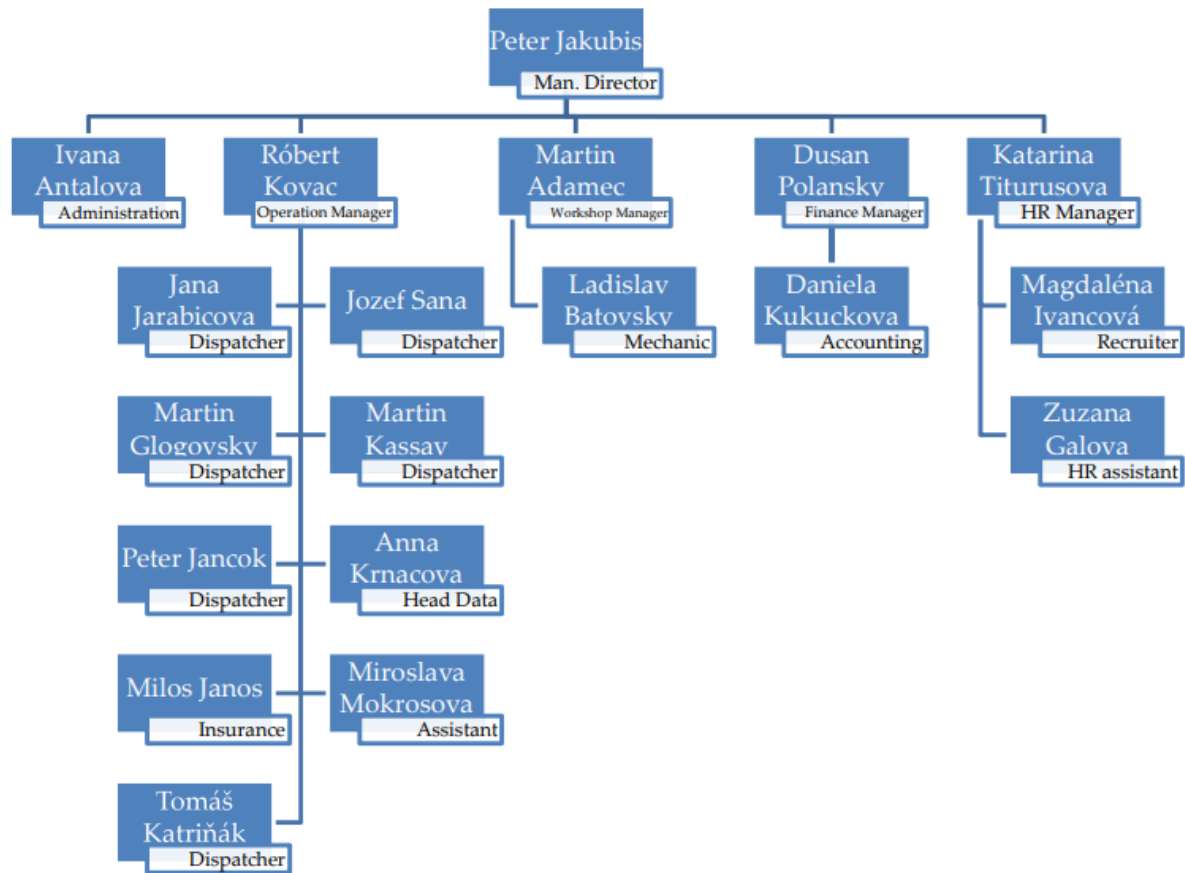 Peter Jakubis
Man. Director
Ivana
Antalova
Administration
Róbert
Kovac
Operation Manager
Martin
Adamec
Workshop Manager
Dusan
Polansky
Finance Manager
Katarina
Titurusova
HR Manager
Jana
Jarabicova
Dispatcher
Jozef Sana
Dispatcher
Ladislav
Batovsky
Mechanic
Daniela
Kukuckova
Accounting
Magdaléna
Ivancová
Recruiter
Martin
Glogovsky
Dispatcher
Martin
Kassay
Dispatcher
Zuzana
Galova
HR assistant
Peter Jancok
Dispatcher
Anna
Krnacova
Head Data
Milos Janos
Insurance
Miroslava
Mokrosova
Assistant
Tomáš
Katriňák
Dispatcher